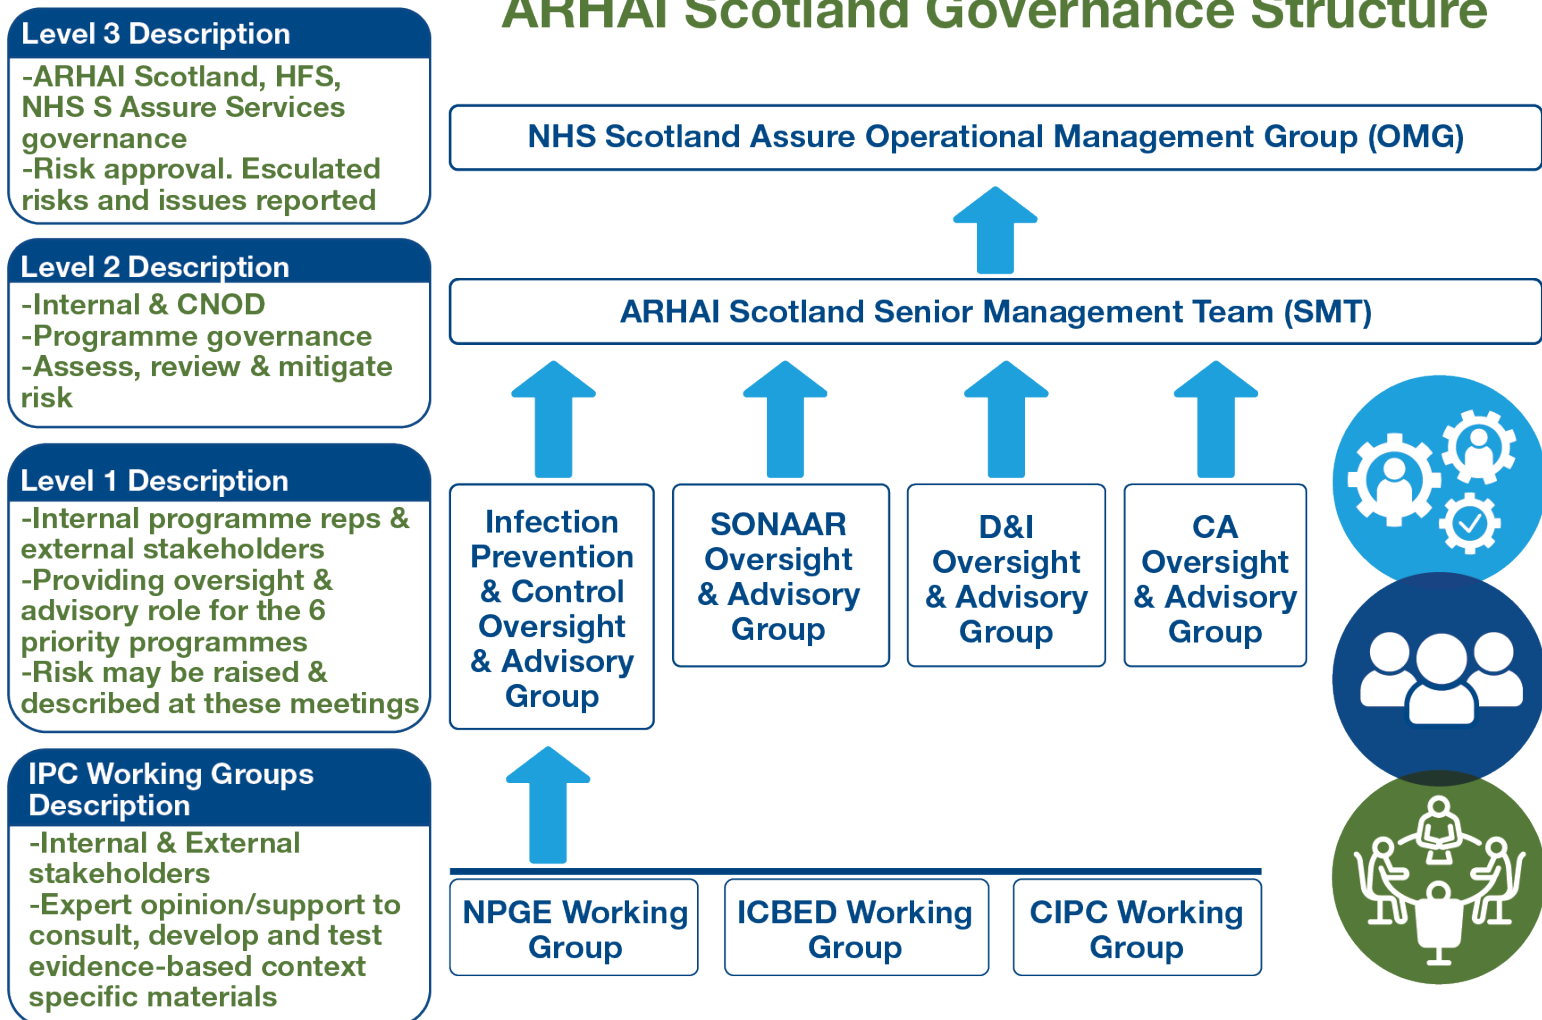 ARHAI Scotland Governance Structure
Level 3 Description
-ARHAI Scotland, HFS,
NHS S Assure Services
governance
-Risk approval. Esculated
risks and issues reported
NHS Scotland Assure Operational Management Group (OMG)
Level 2 Description
-Internal & CNOD
-Programme governance
-Assess, review & mitigate
risk
ARHAI Scotland Senior Management Team (SMT)
Level 1 Description
-Internal programme reps &
external stakeholders
-Providing oversight &
advisory role for the 6
priority programmes
-Risk may be raised &
described at these meetings
Infection
Prevention
& Control
Oversight
& Advisory
Group
SONAAR
Oversight
& Advisory
Group
D&I
Oversight
& Advisory
Group
CA
Oversight
& Advisory
Group
IPC Working Groups
Description
-Internal & External
stakeholders
-Expert opinion/support to
consult, develop and test
evidence-based context
specific materials
NPGE Working
Group
ICBED Working
Group
CIPC Working
Group